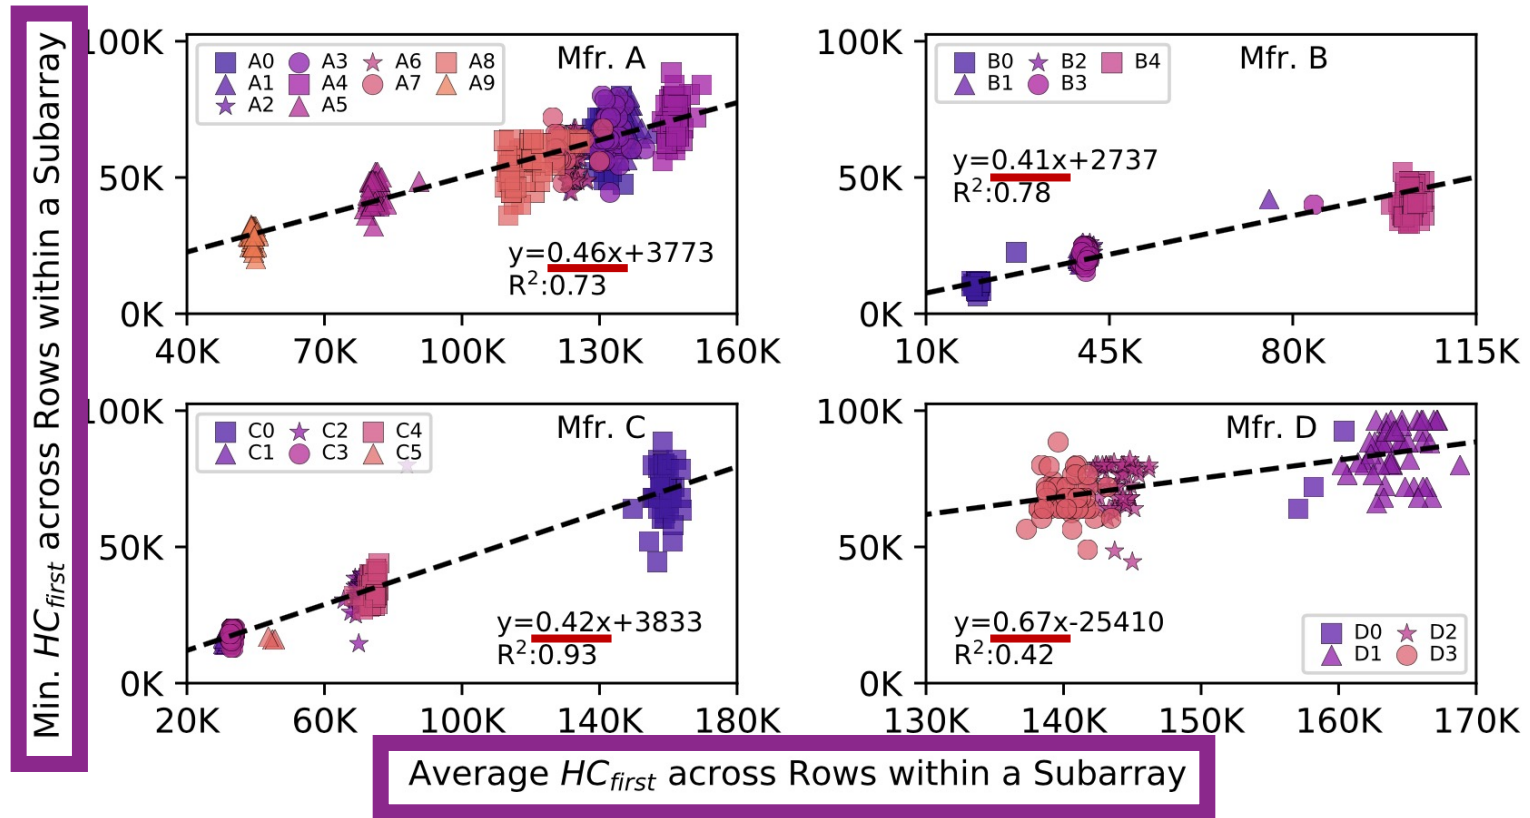 Min. HCfirst across Rows within a Subarray
100K
50K
0K
Mfr. A
A0 A3 A6 A8
A1 A4 A7 A9
A2 A5
y=0.46x+3773
R²:0.73
40K 70K 100K 130K 160K
100K
50K
0K
Mfr. B
B0 B2 B4
B1 B3
y=0.41x+2737
R²:0.78
10K 45K 80K 115K
100K
50K
0K
Mfr. C
C0 C2 C4
C1 C3 C5
y=0.42x+3833
R²:0.93
20K 60K 100K 140K 180K
100K
50K
0K
Mfr. D
y=0.67x-25410
R²:0.42
D0 D2
D1 D3
130K 140K 150K 160K 170K
Average HCfirst across Rows within a Subarray